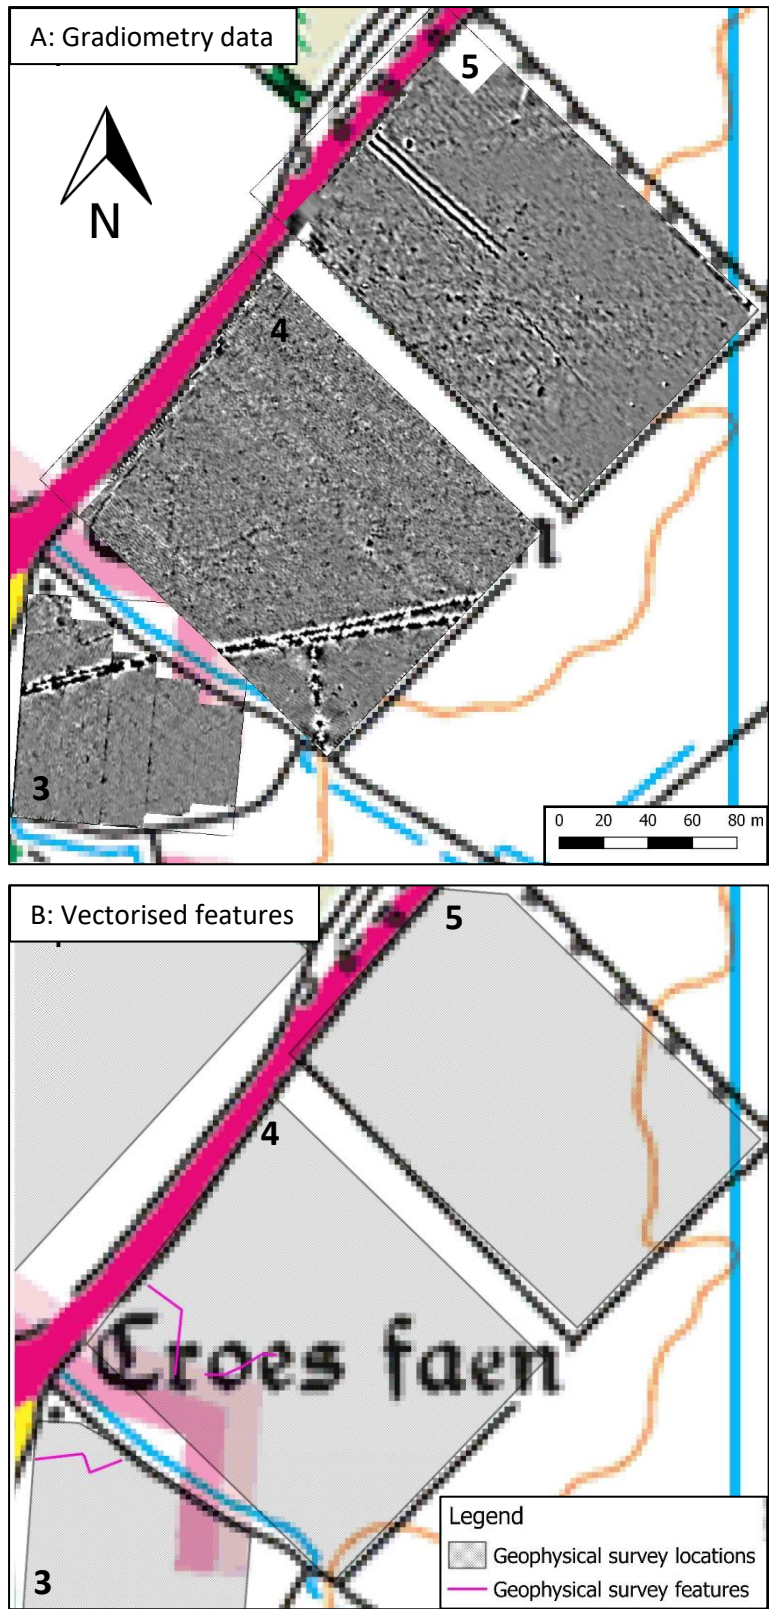 A: Gradiometry data
5
N
4
3
0 20 40 60 80 m
B: Vectorised features
5
4
Croes faen
3
Legend
Geophysical survey locations
Geophysical survey features